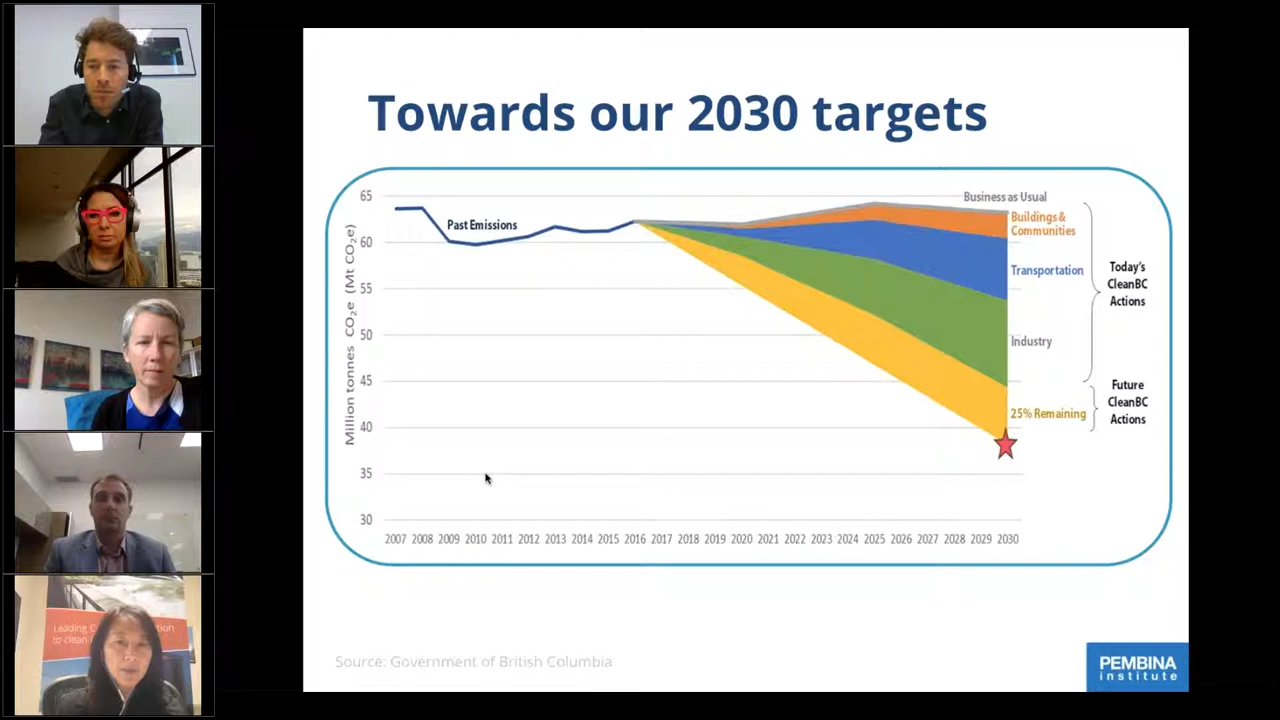 Towards our 2030 targets
65
60
55
50
45
40
35
30
Million tonnes CO₂e (Mt CO₂e)
Past Emissions
Business as Usual
Buildings &
Communities
Transportation
Industry
25% Remaining
Today's
CleanBC
Actions
Future
CleanBC
Actions
2007 2008 2009 2010 2011 2012 2013 2014 2015 2016 2017 2018 2019 2020 2021 2022 2023 2024 2025 2026 2027 2028 2029 2030
Source: Government of British Columbia
PEMBINA
institute
Leading
to clean